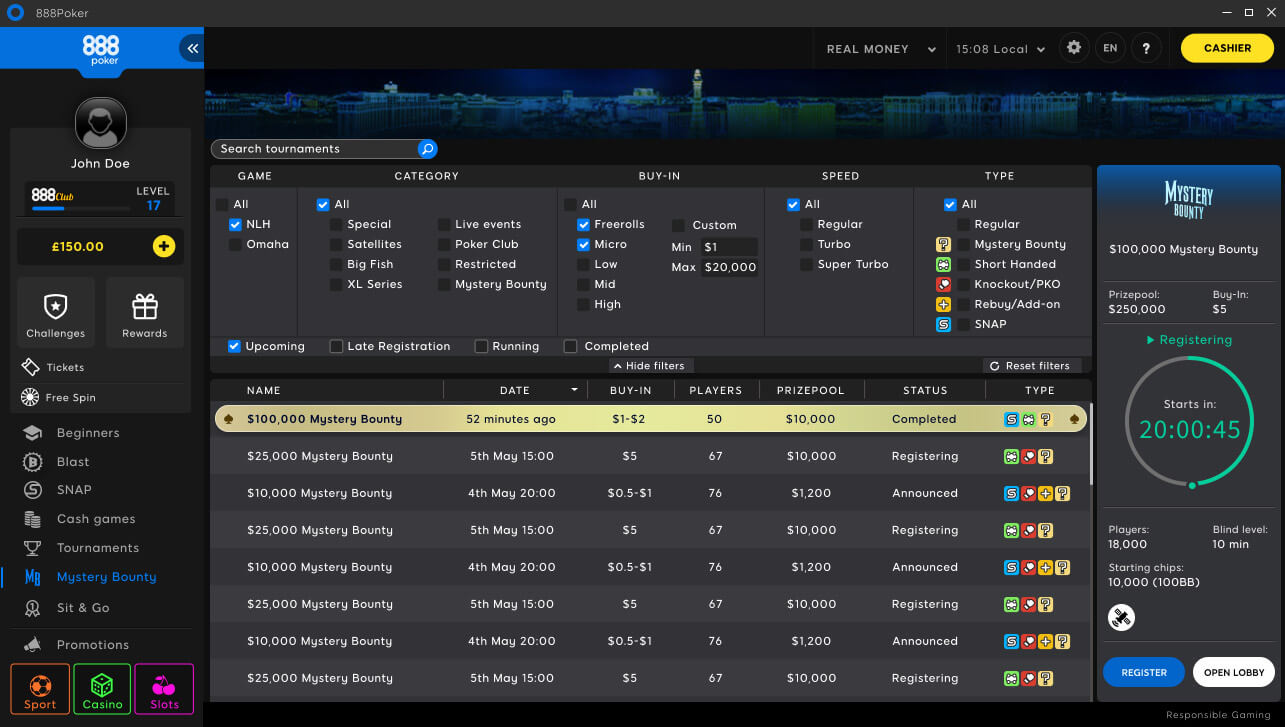 888Poker
888
poker
REAL MONEY
15:08 Local
EN
?
CASHIER
John Doe
888Club
LEVEL
17
£150.00
Challenges
Rewards
Tickets
Free Spin
Beginners
Blast
SNAP
Cash games
Tournaments
Mystery Bounty
Sit & Go
Promotions
Sport
Casino
Slots
Search tournaments
GAME
All
NLH
Omaha
CATEGORY
All
Special
Satellites
Big Fish
XL Series
Live events
Poker Club
Restricted
Mystery Bounty
BUY-IN
All
Freerolls
Micro
Low
Mid
High
Custom
Min $1
Max $20,000
SPEED
All
Regular
Turbo
Super Turbo
TYPE
All
Regular
Mystery Bounty
Short Handed
Knockout/PKO
Rebuy/Add-on
SNAP
Upcoming Late Registration Running Completed
Hide filters
Reset filters
NAME DATE BUY-IN PLAYERS PRIZEPOOL STATUS TYPE
$100,000 Mystery Bounty 52 minutes ago $1-$2 50 $10,000 Completed
$25,000 Mystery Bounty 5th May 15:00 $5 67 $10,000 Registering
$10,000 Mystery Bounty 4th May 20:00 $0.5-$1 76 $1,200 Announced
$25,000 Mystery Bounty 5th May 15:00 $5 67 $10,000 Registering
$10,000 Mystery Bounty 4th May 20:00 $0.5-$1 76 $1,200 Announced
$25,000 Mystery Bounty 5th May 15:00 $5 67 $10,000 Registering
$10,000 Mystery Bounty 4th May 20:00 $0.5-$1 76 $1,200 Announced
$25,000 Mystery Bounty 5th May 15:00 $5 67 $10,000 Registering
MYSTERY
BOUNTY
$100,000 Mystery Bounty
Prizepool: Buy-In:
$250,000 $5
Registering
Starts in:
20:00:45
Players: Blind level:
18,000 10 min
Starting chips:
10,000 (100BB)
REGISTER
OPEN LOBBY
Responsible Gaming